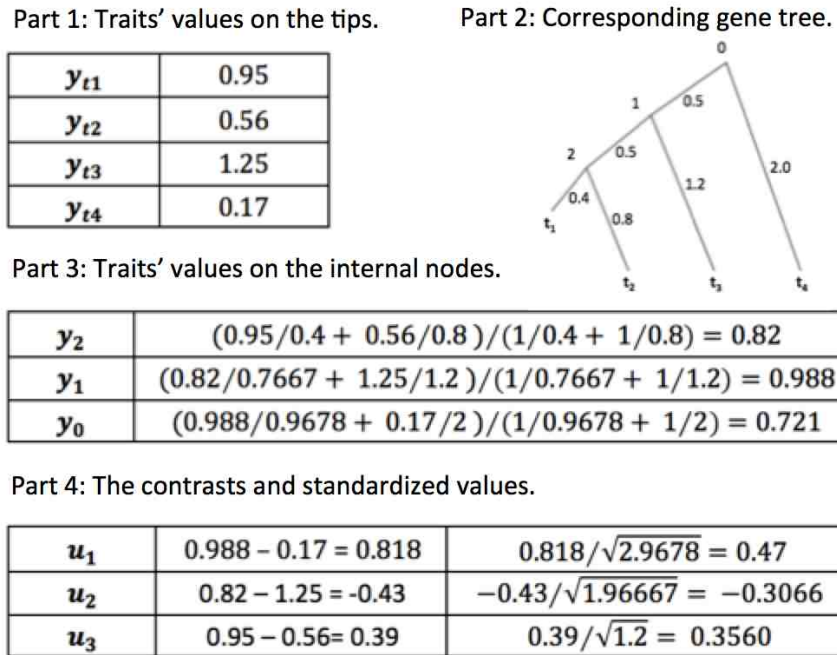 Part 1: Traits' values on the tips.
Part 2: Corresponding gene tree.
y_t1 0.95
y_t2 0.56
y_t3 1.25
y_t4 0.17
0
1 0.5
2 0.5 2.0
0.4 1.2
t_1 0.8
t_2 t_3 t_4
Part 3: Traits' values on the internal nodes.
y_2 (0.95/0.4 + 0.56/0.8 )/(1/0.4 + 1/0.8) = 0.82
y_1 (0.82/0.7667 + 1.25/1.2 )/(1/0.7667 + 1/1.2) = 0.988
y_0 (0.988/0.9678 + 0.17/2 )/(1/0.9678 + 1/2) = 0.721
Part 4: The contrasts and standardized values.
u_1 0.988 – 0.17 = 0.818 0.818/√2.9678 = 0.47
u_2 0.82 – 1.25 = -0.43 −0.43/√1.96667 = −0.3066
u_3 0.95 – 0.56= 0.39 0.39/√1.2 = 0.3560